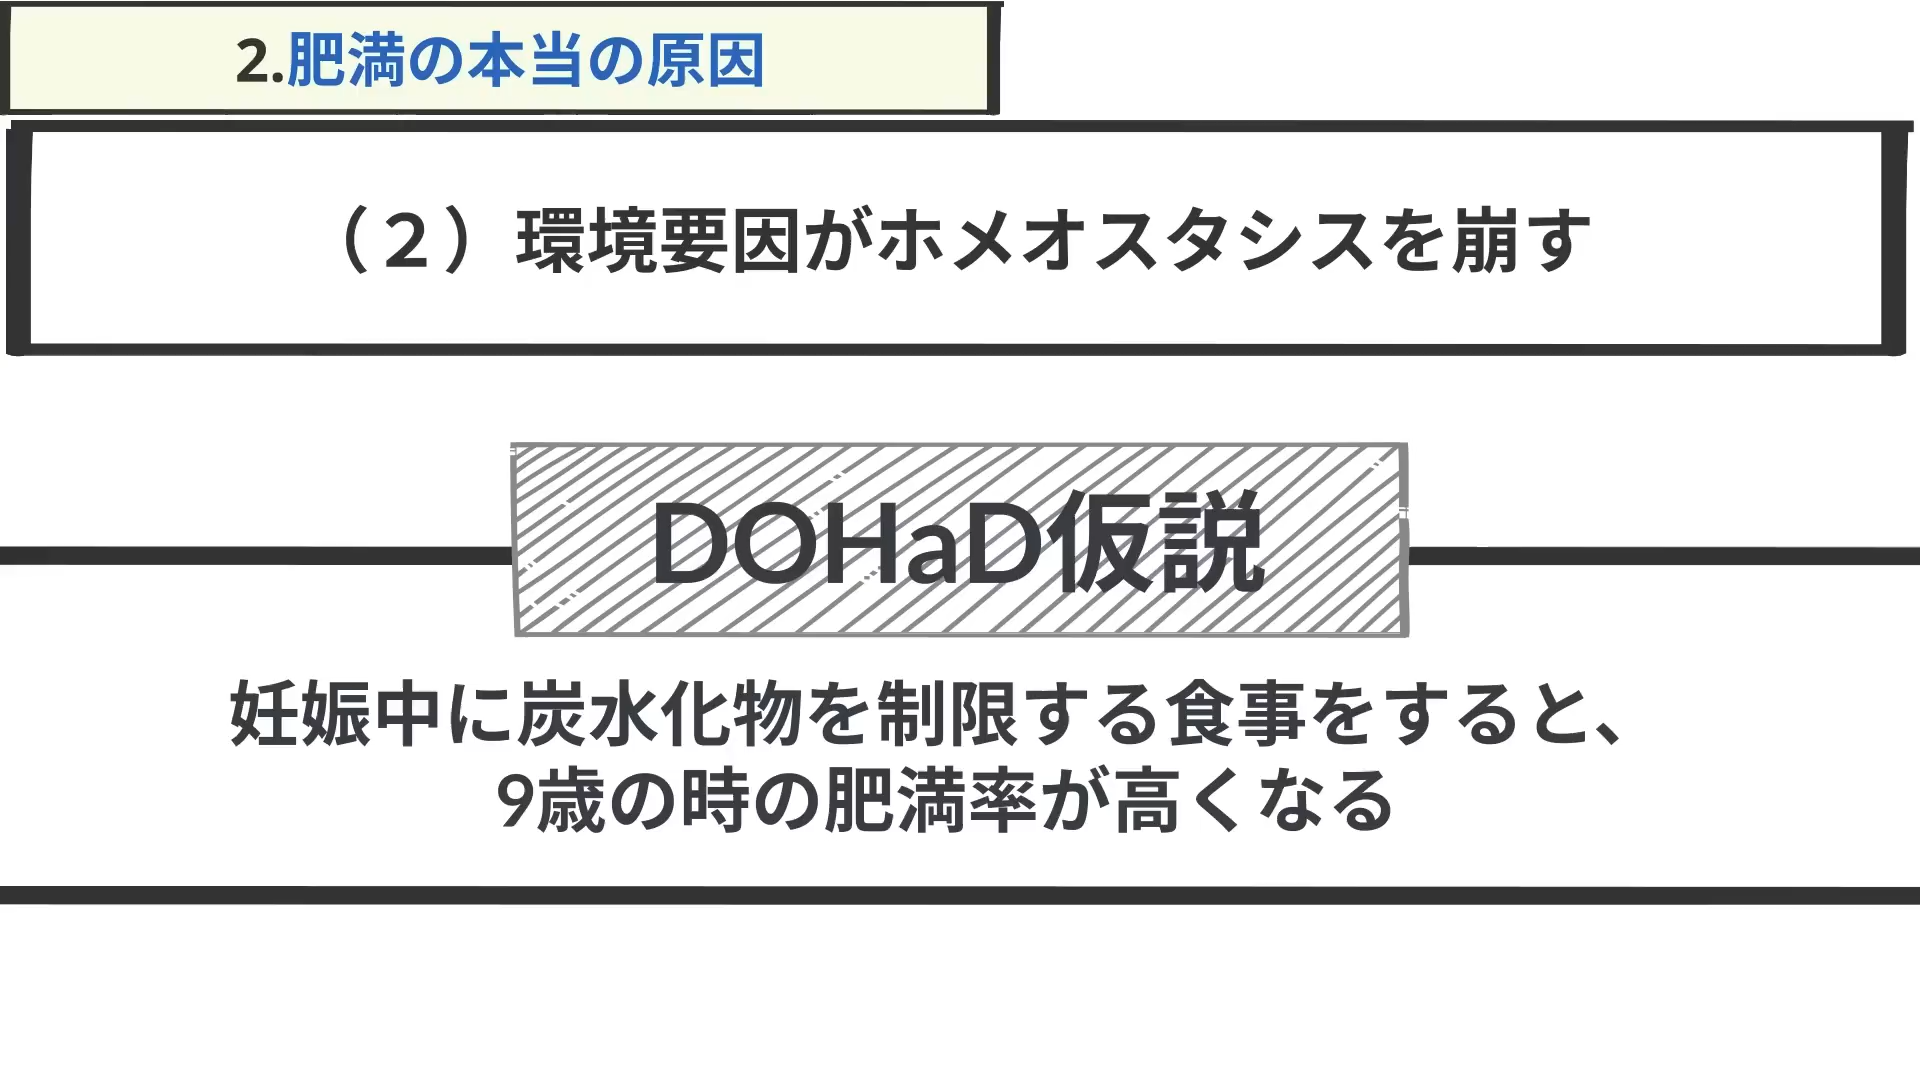 2.肥満の本当の原因
（２）環境要因がホメオスタシスを崩す
DOHaD仮説
妊娠中に炭水化物を制限する食事をすると、
9歳の時の肥満率が高くなる